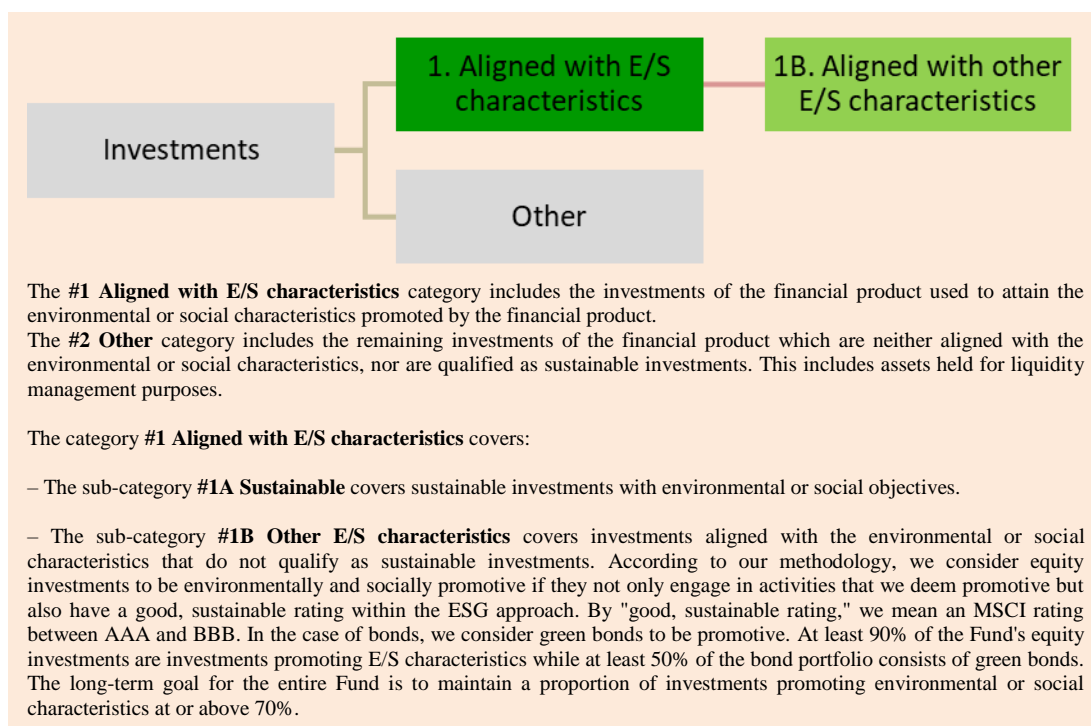 1. Aligned with E/S
characteristics
1B. Aligned with other
E/S characteristics
Investments
Other
The #1 Aligned with E/S characteristics category includes the investments of the financial product used to attain the
environmental or social characteristics promoted by the financial product.
The #2 Other category includes the remaining investments of the financial product which are neither aligned with the
environmental or social characteristics, nor are qualified as sustainable investments. This includes assets held for liquidity
management purposes.
The category #1 Aligned with E/S characteristics covers:
– The sub-category #1A Sustainable covers sustainable investments with environmental or social objectives.
– The sub-category #1B Other E/S characteristics covers investments aligned with the environmental or social
characteristics that do not qualify as sustainable investments. According to our methodology, we consider equity
investments to be environmentally and socially promotive if they not only engage in activities that we deem promotive but
also have a good, sustainable rating within the ESG approach. By "good, sustainable rating," we mean an MSCI rating
between AAA and BBB. In the case of bonds, we consider green bonds to be promotive. At least 90% of the Fund's equity
investments are investments promoting E/S characteristics while at least 50% of the bond portfolio consists of green bonds.
The long-term goal for the entire Fund is to maintain a proportion of investments promoting environmental or social
characteristics at or above 70%.